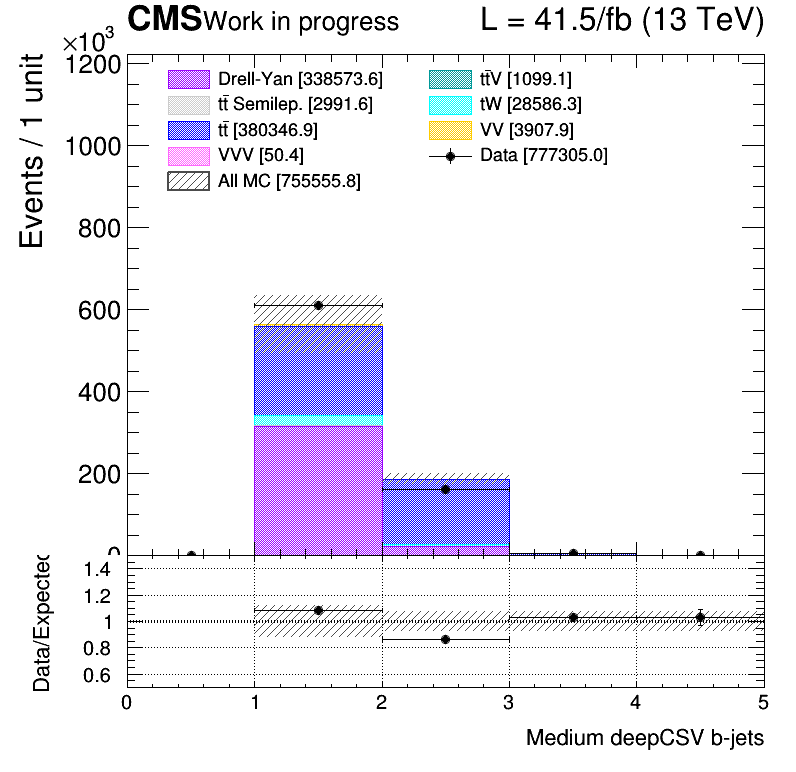 CMS Work in progress L = 41.5/fb (13 TeV)
×10³
Events / 1 unit
1200
1000
800
600
400
200
0
Drell-Yan [338573.6]
tt̄ Semilep. [2991.6]
tt̄ [380346.9]
VVV [50.4]
All MC [755555.8]
tt̄V [1099.1]
tW [28586.3]
VV [3907.9]
Data [777305.0]
Data/Expected
1.4
1.2
1
0.8
0.6
0 1 2 3 4 5
Medium deepCSV b-jets